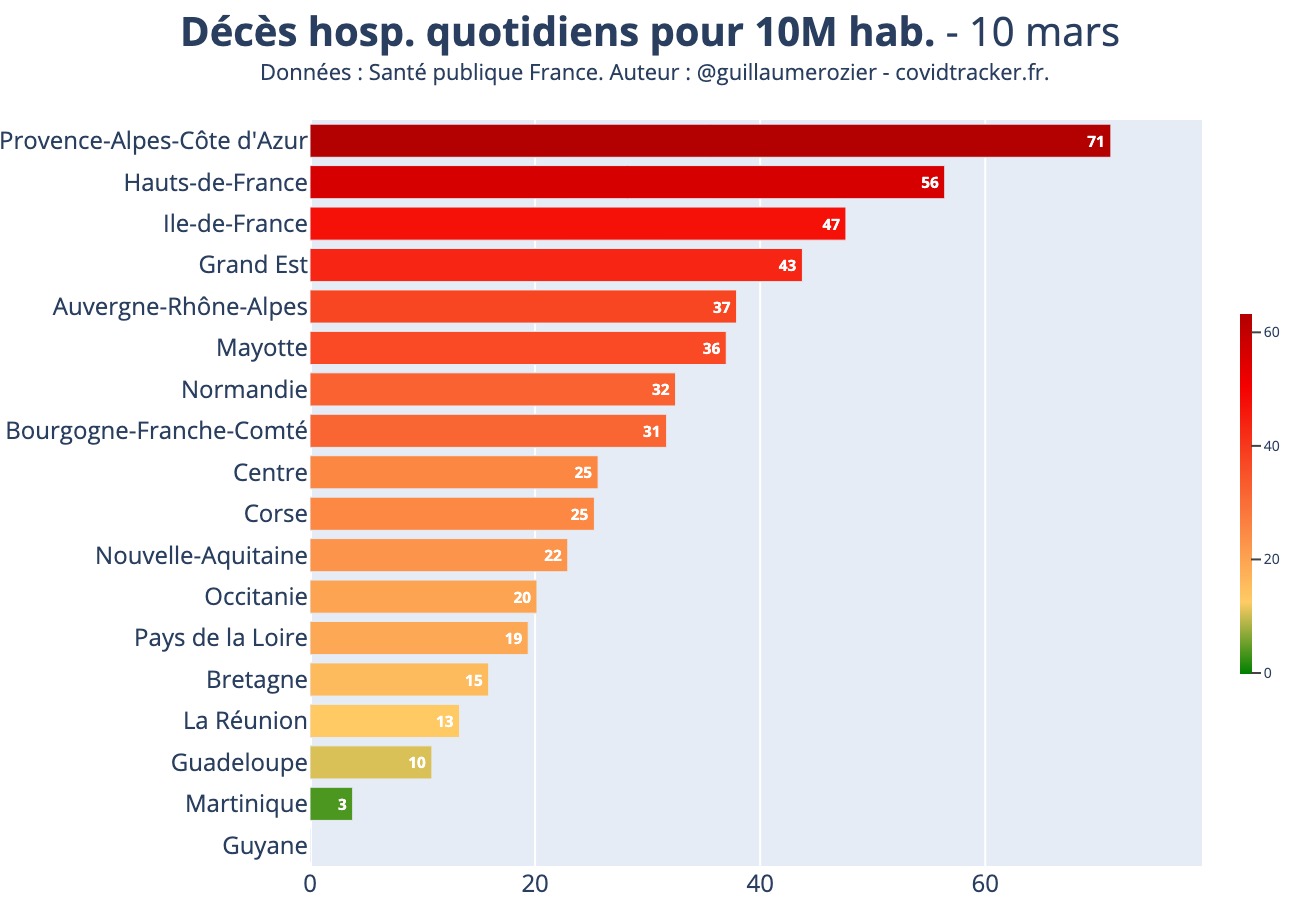 Décès hosp. quotidiens pour 10M hab. - 10 mars
Données : Santé publique France. Auteur : @guillaumerozier - covidtracker.fr.
Provence-Alpes-Côte d'Azur 71
Hauts-de-France 56
Ile-de-France 47
Grand Est 43
Auvergne-Rhône-Alpes 37
Mayotte 36
Normandie 32
Bourgogne-Franche-Comté 31
Centre 25
Corse 25
Nouvelle-Aquitaine 22
Occitanie 20
Pays de la Loire 19
Bretagne 15
La Réunion 13
Guadeloupe 10
Martinique 3
Guyane
0 20 40 60
60
40
20
0